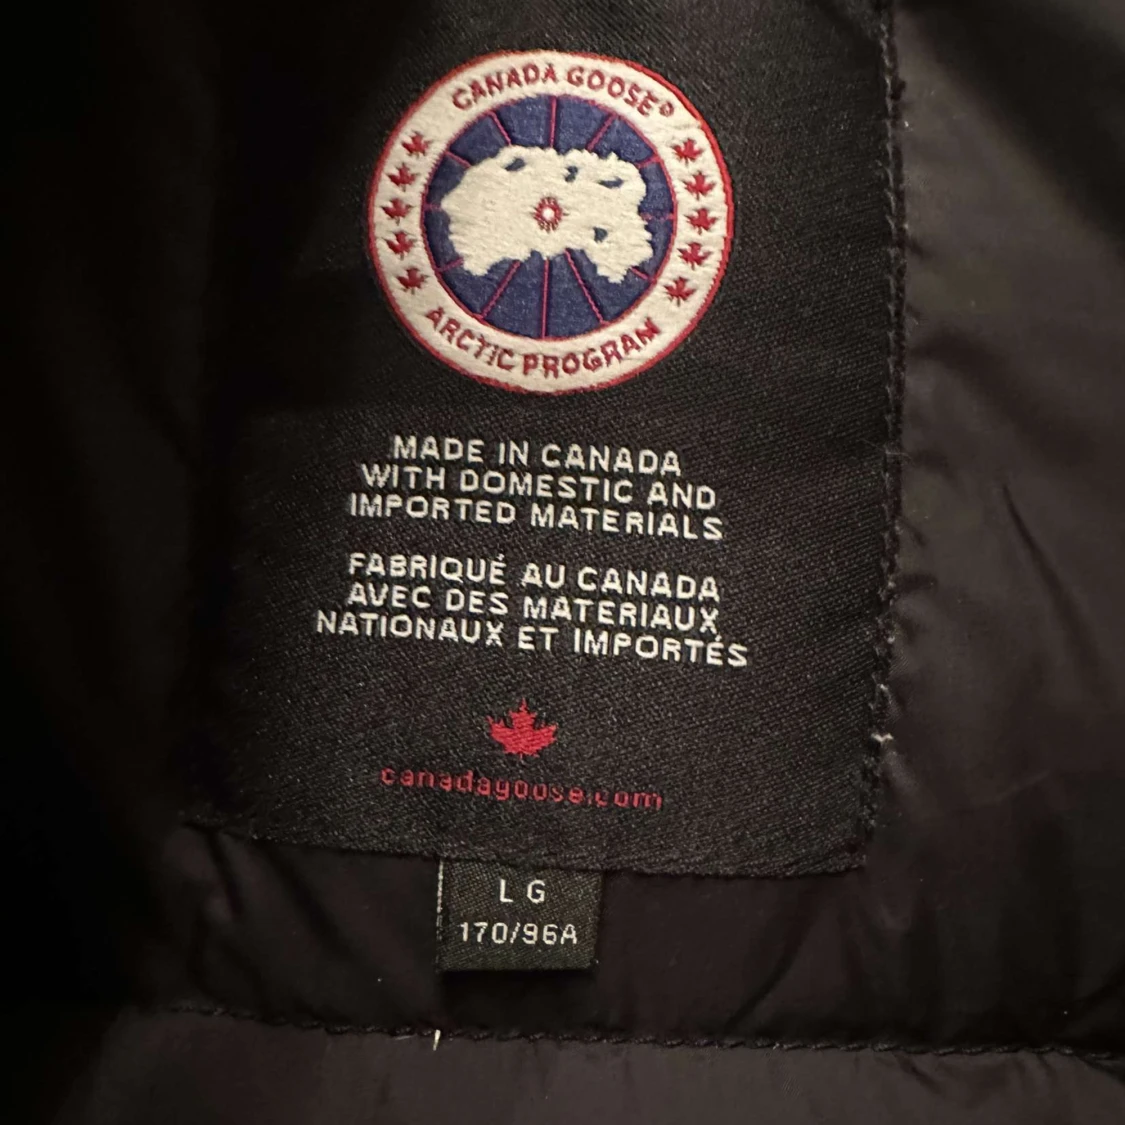 CANADA GOOSE®
ARCTIC PROGRAM
MADE IN CANADA
WITH DOMESTIC AND
IMPORTED MATERIALS
FABRIQUÉ AU CANADA
AVEC DES MATERIAUX
NATIONAUX ET IMPORTÉS
canadagoose.com
LG
170/96A